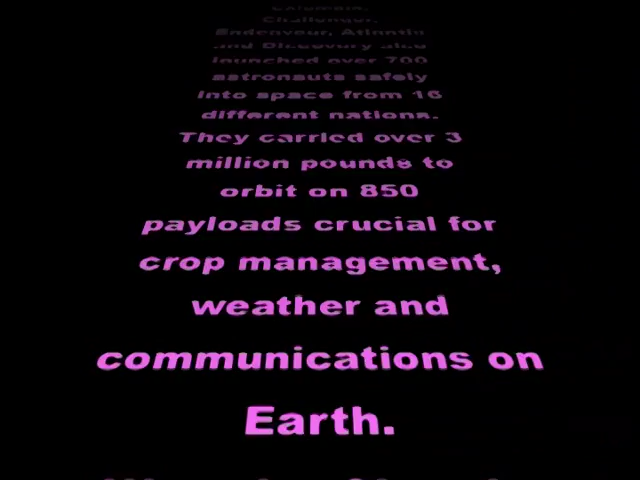 Columbia,
Challenger,
Endeavour, Atlantis
and Discovery also
launched over 700
astronauts safely
into space from 16
different nations.
They carried over 3
million pounds to
orbit on 850
payloads crucial for
crop management,
weather and
communications on
Earth.